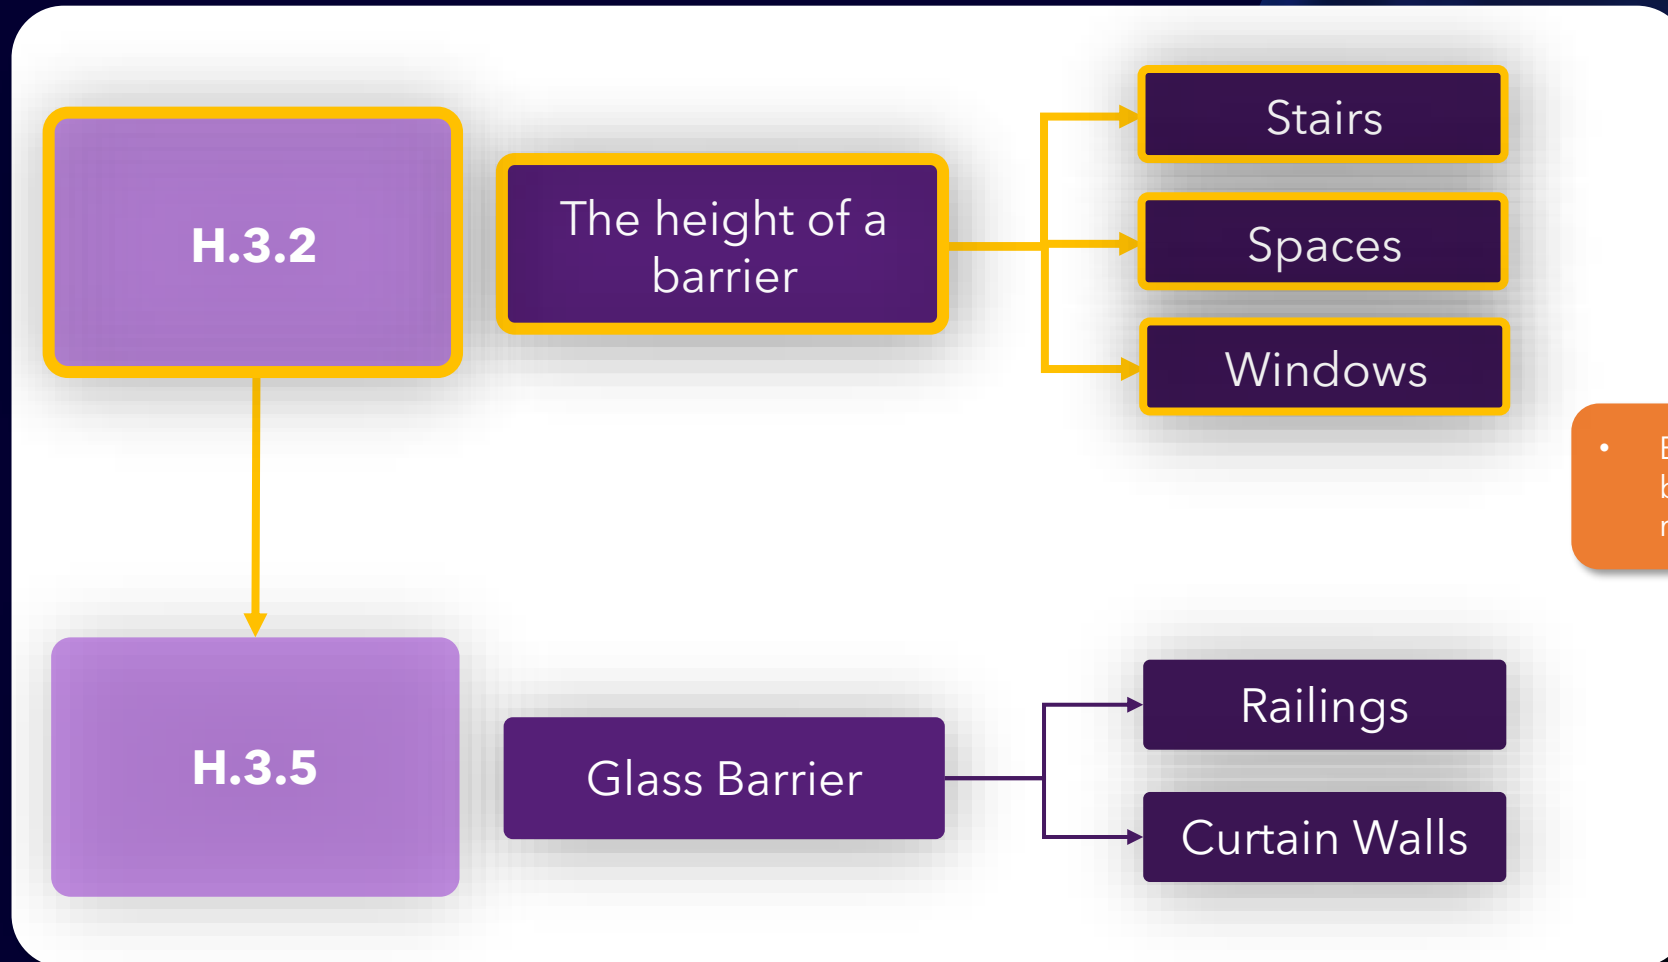 H.3.2
The height of a
barrier
Stairs
Spaces
Windows
•
H.3.5
Glass Barrier
Railings
Curtain Walls